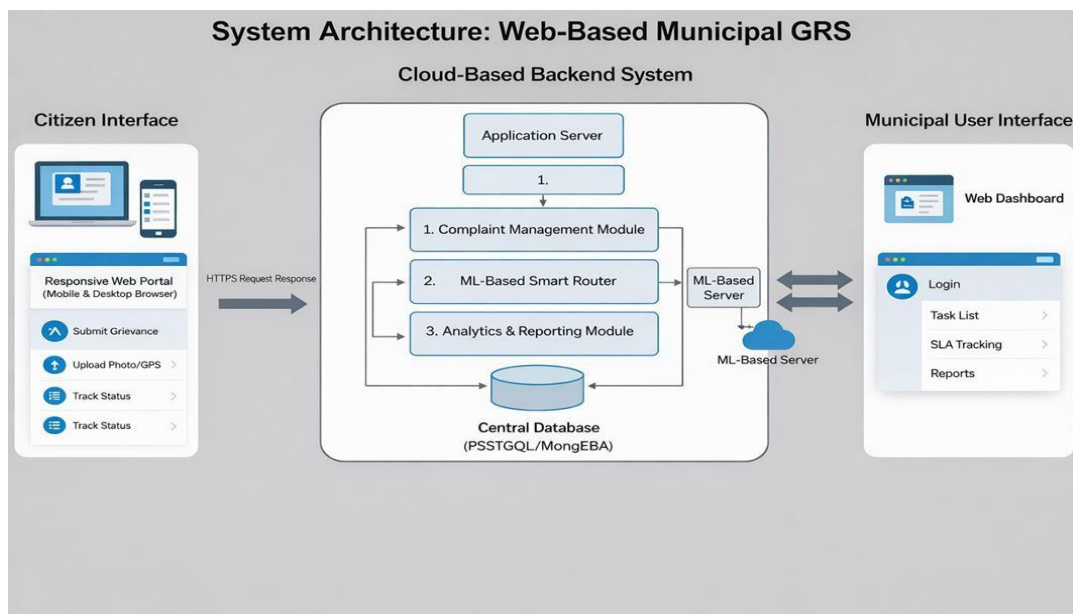 System Architecture: Web-Based Municipal GRS
Cloud-Based Backend System
Citizen Interface
Responsive Web Portal
(Mobile & Desktop Browser)
Submit Grievance
Upload Photo/GPS
Track Status
Track Status
HTTPS Request Response
Application Server
1.
1. Complaint Management Module
2. ML-Based Smart Router
3. Analytics & Reporting Module
Central Database
(PSSTGQL/MongEBA)
ML-Based
Server
ML-Based Server
Municipal User Interface
Web Dashboard
Login
Task List
SLA Tracking
Reports